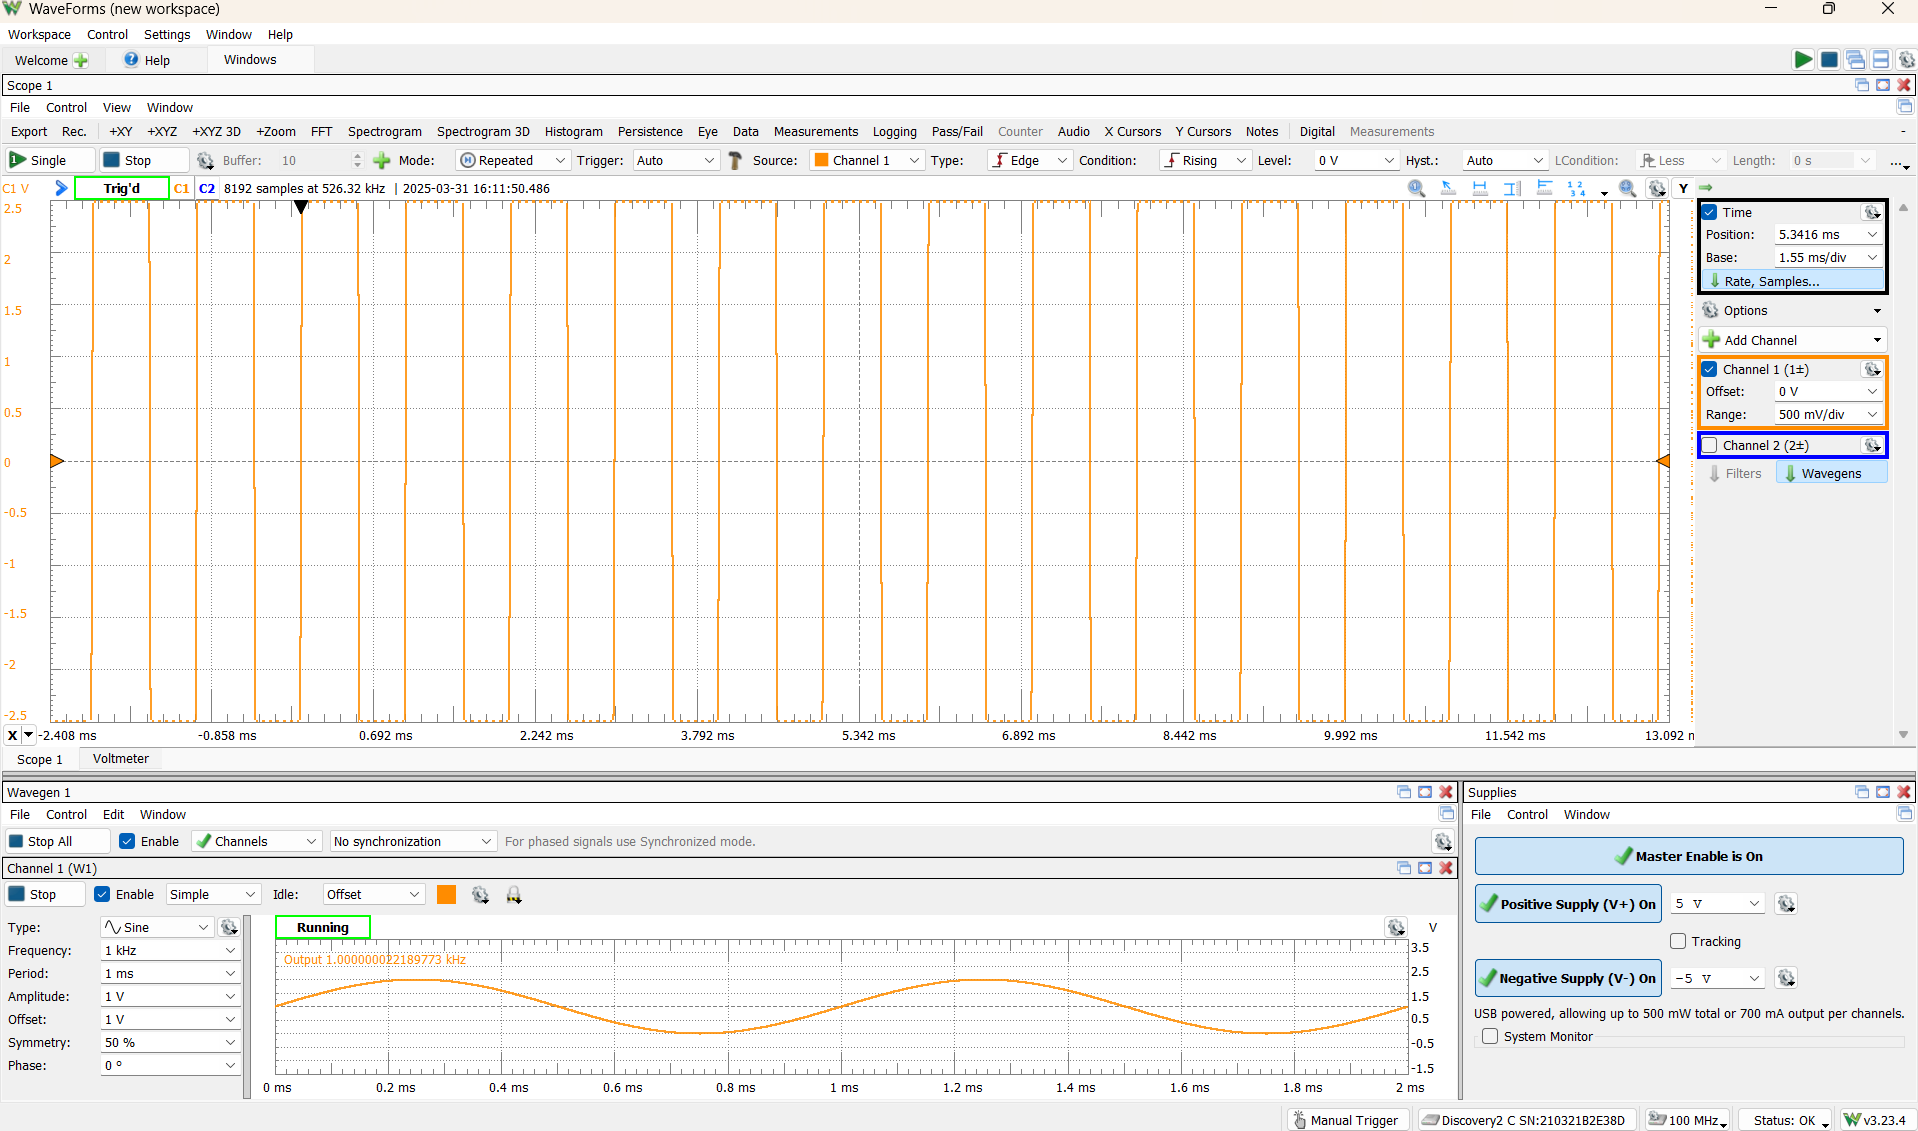 WaveForms (new workspace)
Workspace Control Settings Window Help
Welcome Help Windows
Scope 1
File Control View Window
Export Rec. +XY +XYZ +XYZ 3D +Zoom FFT Spectrogram Spectrogram 3D Histogram Persistence Eye Data Measurements Logging Pass/Fail Counter Audio X Cursors Y Cursors Notes Digital Measurements -
Single Stop Buffer: 10 Mode: Repeated Trigger: Auto Source: Channel 1 Type: Edge Condition: Rising Level: 0 V Hyst.: Auto LCondition: Less Length: 0 s ...
C1 V Trig'd C1 C2 8192 samples at 526.32 kHz | 2025-03-31 16:11:50.486 Y
2.5
2
1.5
1
0.5
0
-0.5
-1
-1.5
-2
-2.5
X -2.408 ms -0.858 ms 0.692 ms 2.242 ms 3.792 ms 5.342 ms 6.892 ms 8.442 ms 9.992 ms 11.542 ms 13.092 m
Time
Position: 5.3416 ms
Base: 1.55 ms/div
Rate, Samples...
Options
Add Channel
Channel 1 (1±)
Offset: 0 V
Range: 500 mV/div
Channel 2 (2±)
Filters Wavegens
Scope 1 Voltmeter
Wavegen 1
File Control Edit Window
Stop All Enable Channels No synchronization For phased signals use Synchronized mode.
Channel 1 (W1)
Stop Enable Simple Idle: Offset
Type: Sine
Frequency: 1 kHz
Period: 1 ms
Amplitude: 1 V
Offset: 1 V
Symmetry: 50 %
Phase: 0 º
Running V
Output 1.000000022189773 kHz
3.5
2.5
1.5
0.5
-0.5
-1.5
0 ms 0.2 ms 0.4 ms 0.6 ms 0.8 ms 1 ms 1.2 ms 1.4 ms 1.6 ms 1.8 ms 2 ms
Supplies
File Control Window
Master Enable is On
Positive Supply (V+) On 5 V
Tracking
Negative Supply (V-) On -5 V
USB powered, allowing up to 500 mW total or 700 mA output per channels.
System Monitor
Manual Trigger Discovery2 C SN:210321B2E38D 100 MHz Status: OK v3.23.4